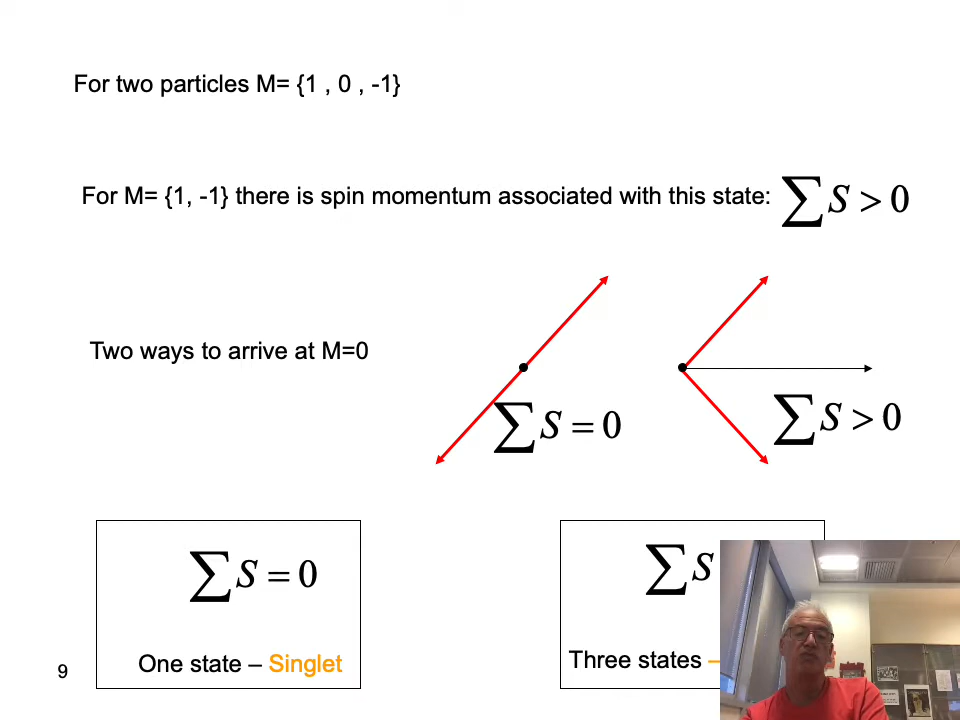 For two particles M= {1 , 0 , -1}
For M= {1, -1} there is spin momentum associated with this state: ∑S > 0
Two ways to arrive at M=0
∑S = 0
∑S > 0
∑S = 0
∑S
One state – Singlet
Three states –
9